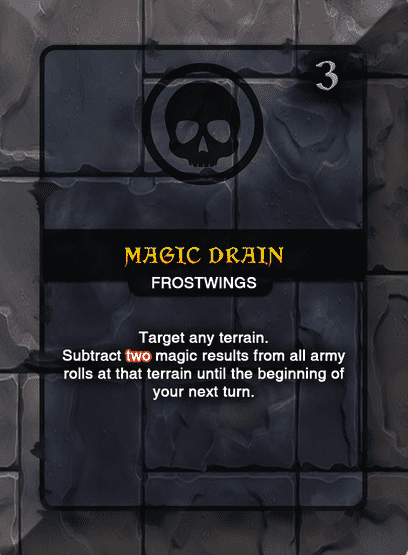 3
MAGIC DRAIN
FROSTWINGS
Target any terrain.
Subtract two magic results from all army
rolls at that terrain until the beginning of
your next turn.